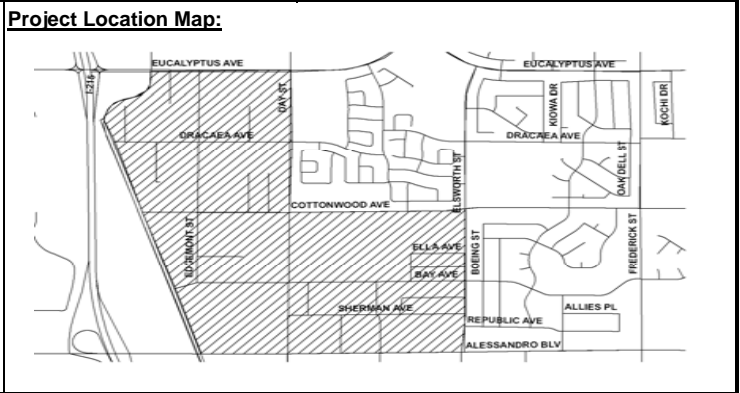 Project Location Map:
EUCALYPTUS AVE
EUCALYPTUS AVE
I-215
DAY ST
KIOWA DR
KOCHI DR
DRACAEA AVE
DRACAEA AVE
OAK DELL ST
ELSWORTH ST
COTTONWOOD AVE
EDGEMONT ST
BOEING ST
FREDERICK ST
ELLA AVE
BAY AVE
SHERMAN AVE
ALLIES PL
REPUBLIC AVE
ALESSANDRO BLV